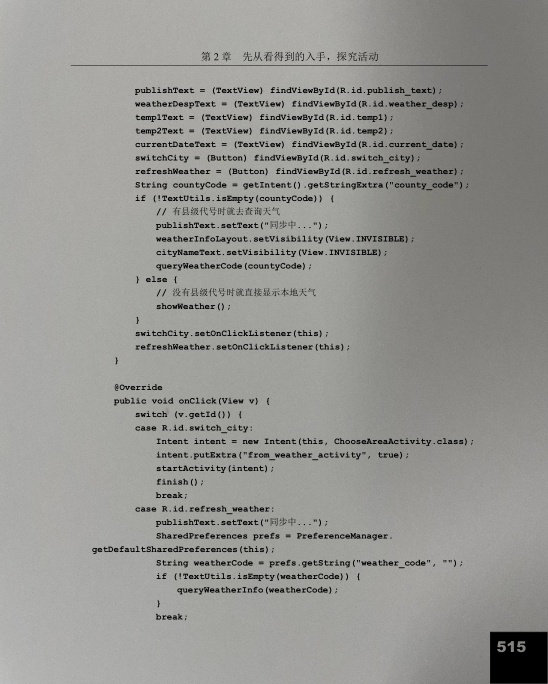 第 2 章 先从看得到的入手，探究活动
publishText = (TextView) findViewById(R.id.publish_text);
weatherDespText = (TextView) findViewById(R.id.weather_desp);
temp1Text = (TextView) findViewById(R.id.temp1);
temp2Text = (TextView) findViewById(R.id.temp2);
currentDateText = (TextView) findViewById(R.id.current_date);
switchCity = (Button) findViewById(R.id.switch_city);
refreshWeather = (Button) findViewById(R.id.refresh_weather);
String countyCode = getIntent().getStringExtra("county_code");
if (!TextUtils.isEmpty(countyCode)) {
// 有县级代号时就去查询天气
publishText.setText("同步中...");
weatherInfoLayout.setVisibility(View.INVISIBLE);
cityNameText.setVisibility(View.INVISIBLE);
queryWeatherCode(countyCode);
} else {
// 没有县级代号时就直接显示本地天气
showWeather();
}
switchCity.setOnClickListener(this);
refreshWeather.setOnClickListener(this);
}
@Override
public void onClick(View v) {
switch (v.getId()) {
case R.id.switch_city:
Intent intent = new Intent(this, ChooseAreaActivity.class);
intent.putExtra("from_weather_activity", true);
startActivity(intent);
finish();
break;
case R.id.refresh_weather:
publishText.setText("同步中...");
SharedPreferences prefs = PreferenceManager.
getDefaultSharedPreferences(this);
String weatherCode = prefs.getString("weather_code", "");
if (!TextUtils.isEmpty(weatherCode)) {
queryWeatherInfo(weatherCode);
}
break;
515